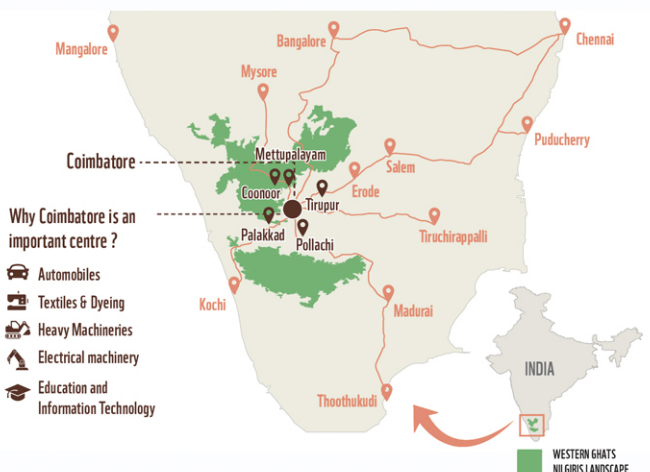 Mangalore
Bangalore
Chennai
Mysore
Puducherry
Coimbatore
Mettupalayam
Salem
Coonoor
Erode
Tirupur
Why Coimbatore is an
important centre ?
Palakkad
Pollachi
Tiruchirappalli
Automobiles
Textiles & Dyeing
Heavy Machineries
Electrical machinery
Education and
Information Technology
Kochi
Madurai
Thoothukudi
INDIA
WESTERN GHATS
NILGIRIS LANDSCAPE